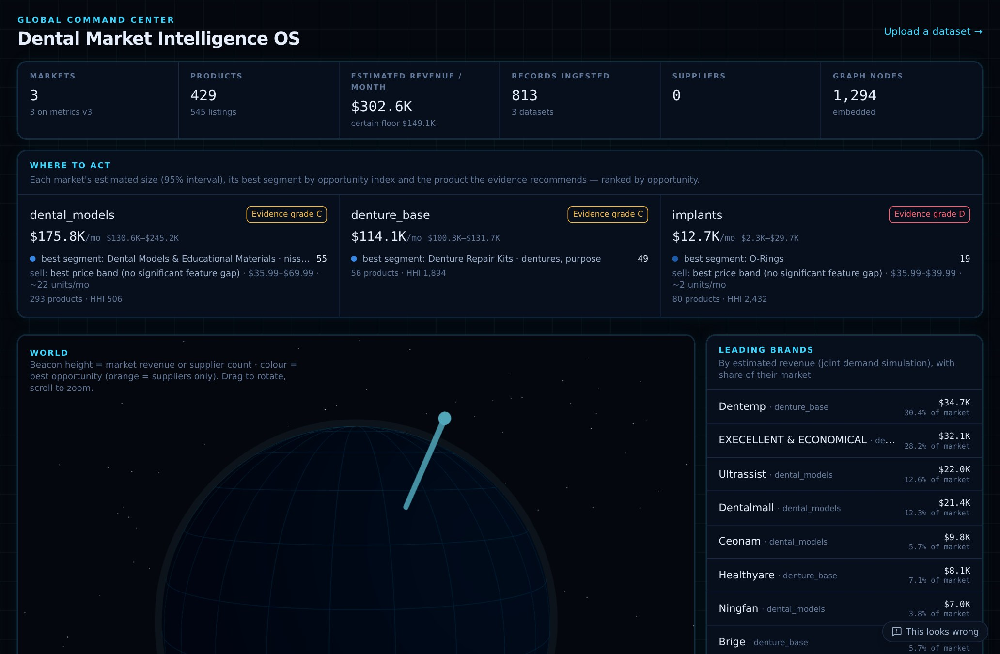 GLOBAL COMMAND CENTER
Dental Market Intelligence OS
Upload a dataset →
MARKETS
3
3 on metrics v3
PRODUCTS
429
545 listings
ESTIMATED REVENUE /
MONTH
$302.6K
certain floor $149.1K
RECORDS INGESTED
813
3 datasets
SUPPLIERS
0
GRAPH NODES
1,294
embedded
WHERE TO ACT
Each market's estimated size (95% interval), its best segment by opportunity index and the product the evidence recommends — ranked by opportunity.
dental_models
Evidence grade C
$175.8K/mo $130.6K–$245.2K
best segment: Dental Models & Educational Materials · niss… 55
sell: best price band (no significant feature gap) · $35.99–$69.99 ·
~22 units/mo
293 products · HHI 506
denture_base
Evidence grade C
$114.1K/mo $100.3K–$131.7K
best segment: Denture Repair Kits · dentures, purpose 49
56 products · HHI 1,894
implants
Evidence grade D
$12.7K/mo $2.3K–$29.7K
best segment: O-Rings 19
sell: best price band (no significant feature gap) · $35.99–$39.99 ·
~2 units/mo
80 products · HHI 2,432
WORLD
Beacon height = market revenue or supplier count · colour =
best opportunity (orange = suppliers only). Drag to rotate,
scroll to zoom.
LEADING BRANDS
By estimated revenue (joint demand simulation), with
share of their market
Dentemp · denture_base
$34.7K
30.4% of market
EXECELLENT & ECONOMICAL · de…
$32.1K
28.2% of market
Ultrassist · dental_models
$22.0K
12.6% of market
Dentalmall · dental_models
$21.4K
12.3% of market
Ceonam · dental_models
$9.8K
5.7% of market
Healthyare · denture_base
$8.1K
7.1% of market
Ningfan · dental_models
$7.0K
3.8% of market
Brige · denture_base
5.7% of market
This looks wrong